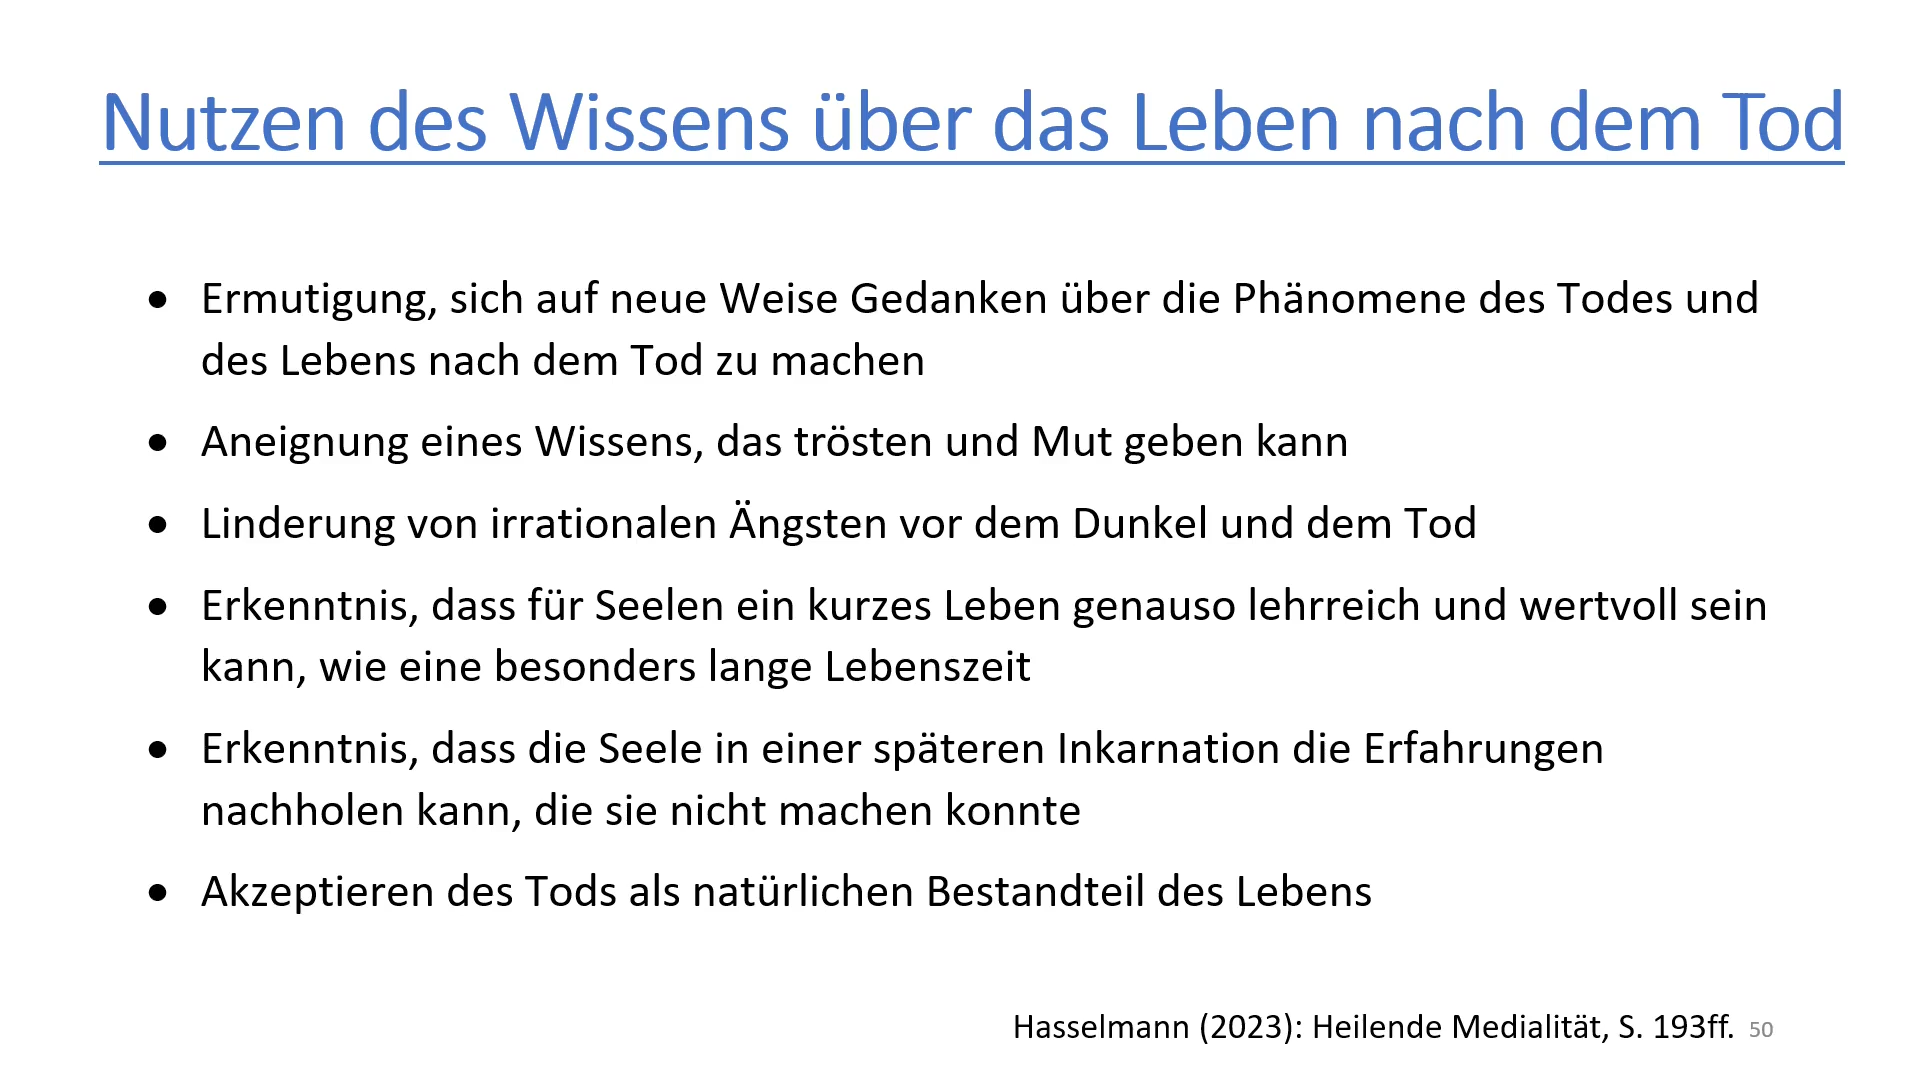 Nutzen des Wissens über das Leben nach dem Tod
• Ermutigung, sich auf neue Weise Gedanken über die Phänomene des Todes und
des Lebens nach dem Tod zu machen
• Aneignung eines Wissens, das trösten und Mut geben kann
• Linderung von irrationalen Ängsten vor dem Dunkel und dem Tod
• Erkenntnis, dass für Seelen ein kurzes Leben genauso lehrreich und wertvoll sein
kann, wie eine besonders lange Lebenszeit
• Erkenntnis, dass die Seele in einer späteren Inkarnation die Erfahrungen
nachholen kann, die sie nicht machen konnte
• Akzeptieren des Tods als natürlichen Bestandteil des Lebens
Hasselmann (2023): Heilende Medialität, S. 193ff. 50